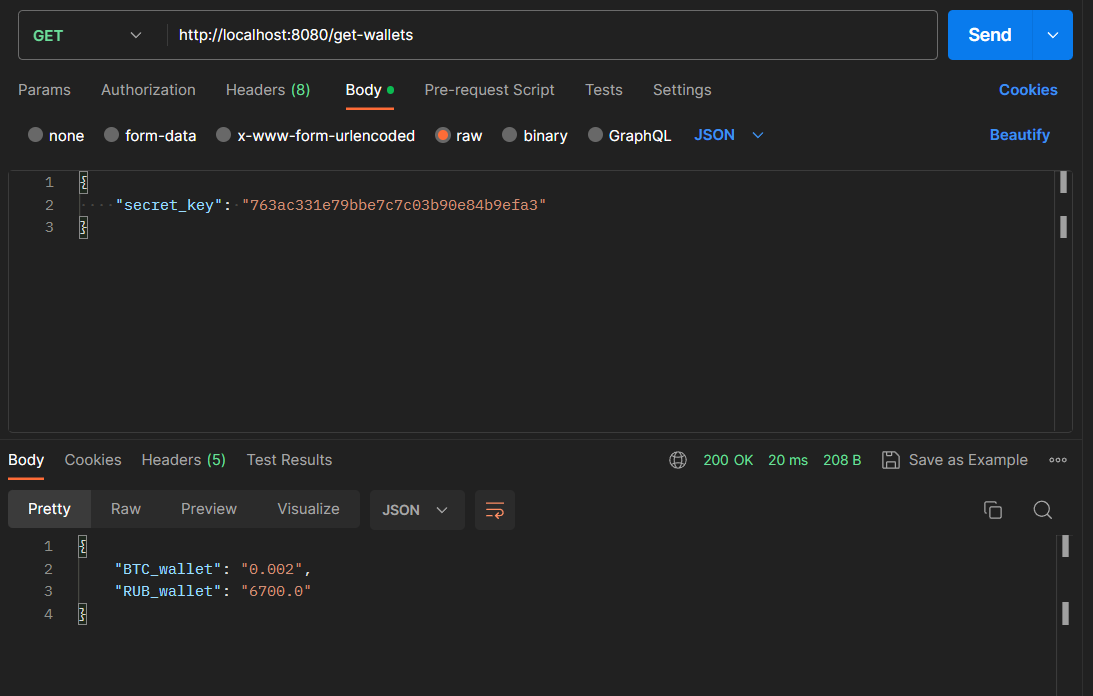 GET http://localhost:8080/get-wallets Send
Params Authorization Headers (8) Body Pre-request Script Tests Settings Cookies
none form-data x-www-form-urlencoded raw binary GraphQL JSON Beautify
1 {
2 "secret_key": "763ac331e79bbe7c7c03b90e84b9efa3"
3 }
Body Cookies Headers (5) Test Results 200 OK 20 ms 208 B Save as Example
Pretty Raw Preview Visualize JSON
1 {
2 "BTC_wallet": "0.002",
3 "RUB_wallet": "6700.0"
4 }